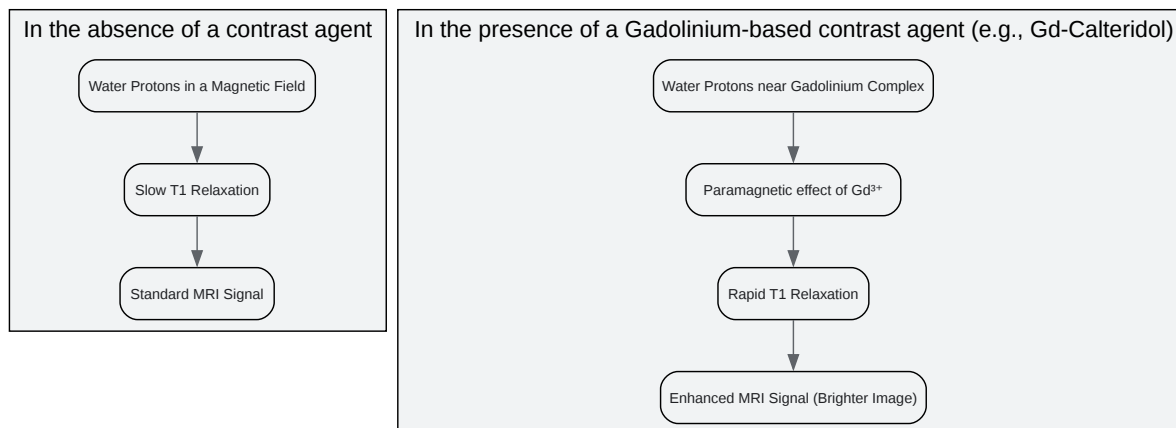 In the absence of a contrast agent
Water Protons in a Magnetic Field
Slow T1 Relaxation
Standard MRI Signal
In the presence of a Gadolinium-based contrast agent (e.g., Gd-Calteridol)
Water Protons near Gadolinium Complex
Paramagnetic effect of Gd³⁺
Rapid T1 Relaxation
Enhanced MRI Signal (Brighter Image)